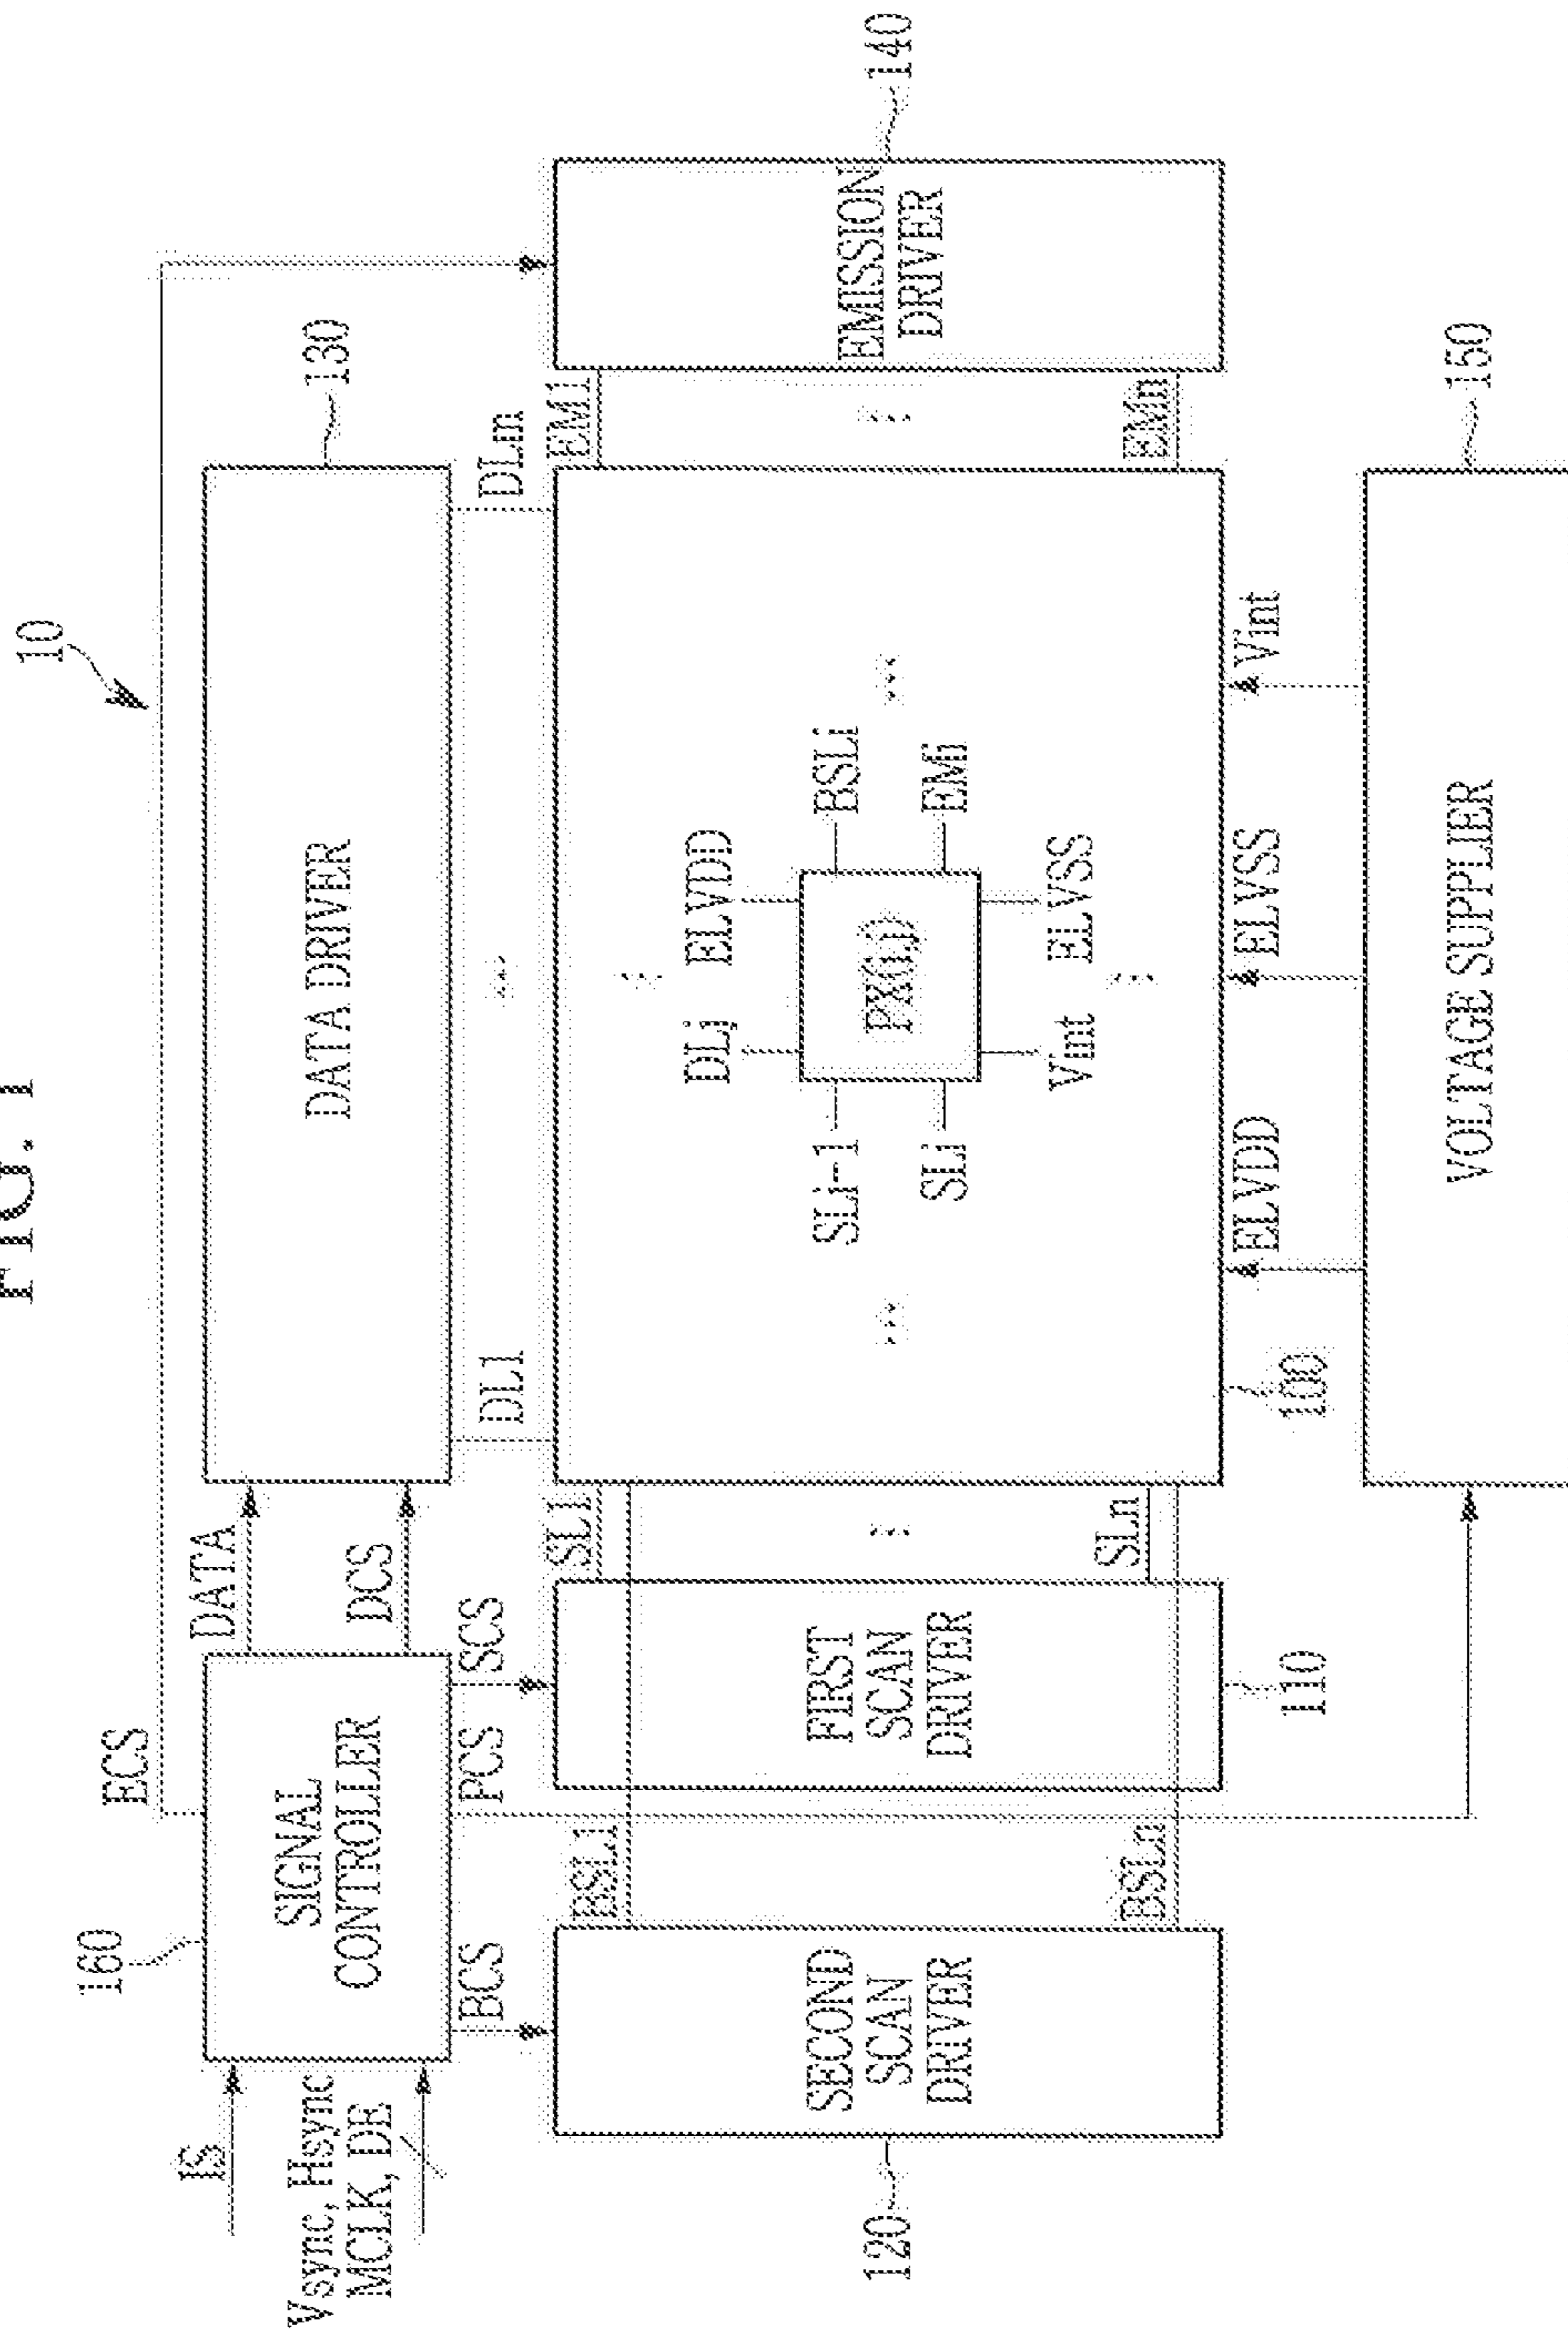 FIG. 1
10
ECS
160
IS
Vsync, Hsync
MCLK, DE
SIGNAL
CONTROLLER
DATA
DCS
DATA DRIVER
130
BCS
PCS
SCS
DL1
...
DLm
BSL1
SL1
EM1
120
SECOND
SCAN
DRIVER
FIRST
SCAN
DRIVER
110
...
DLj
ELVDD
SLi-1
BSLi
PX(i,j)
SLi
EMi
Vint
ELVSS
EMISSION
DRIVER
140
BSLn
SLn
EMn
100
ELVDD
ELVSS
Vint
VOLTAGE SUPPLIER
150